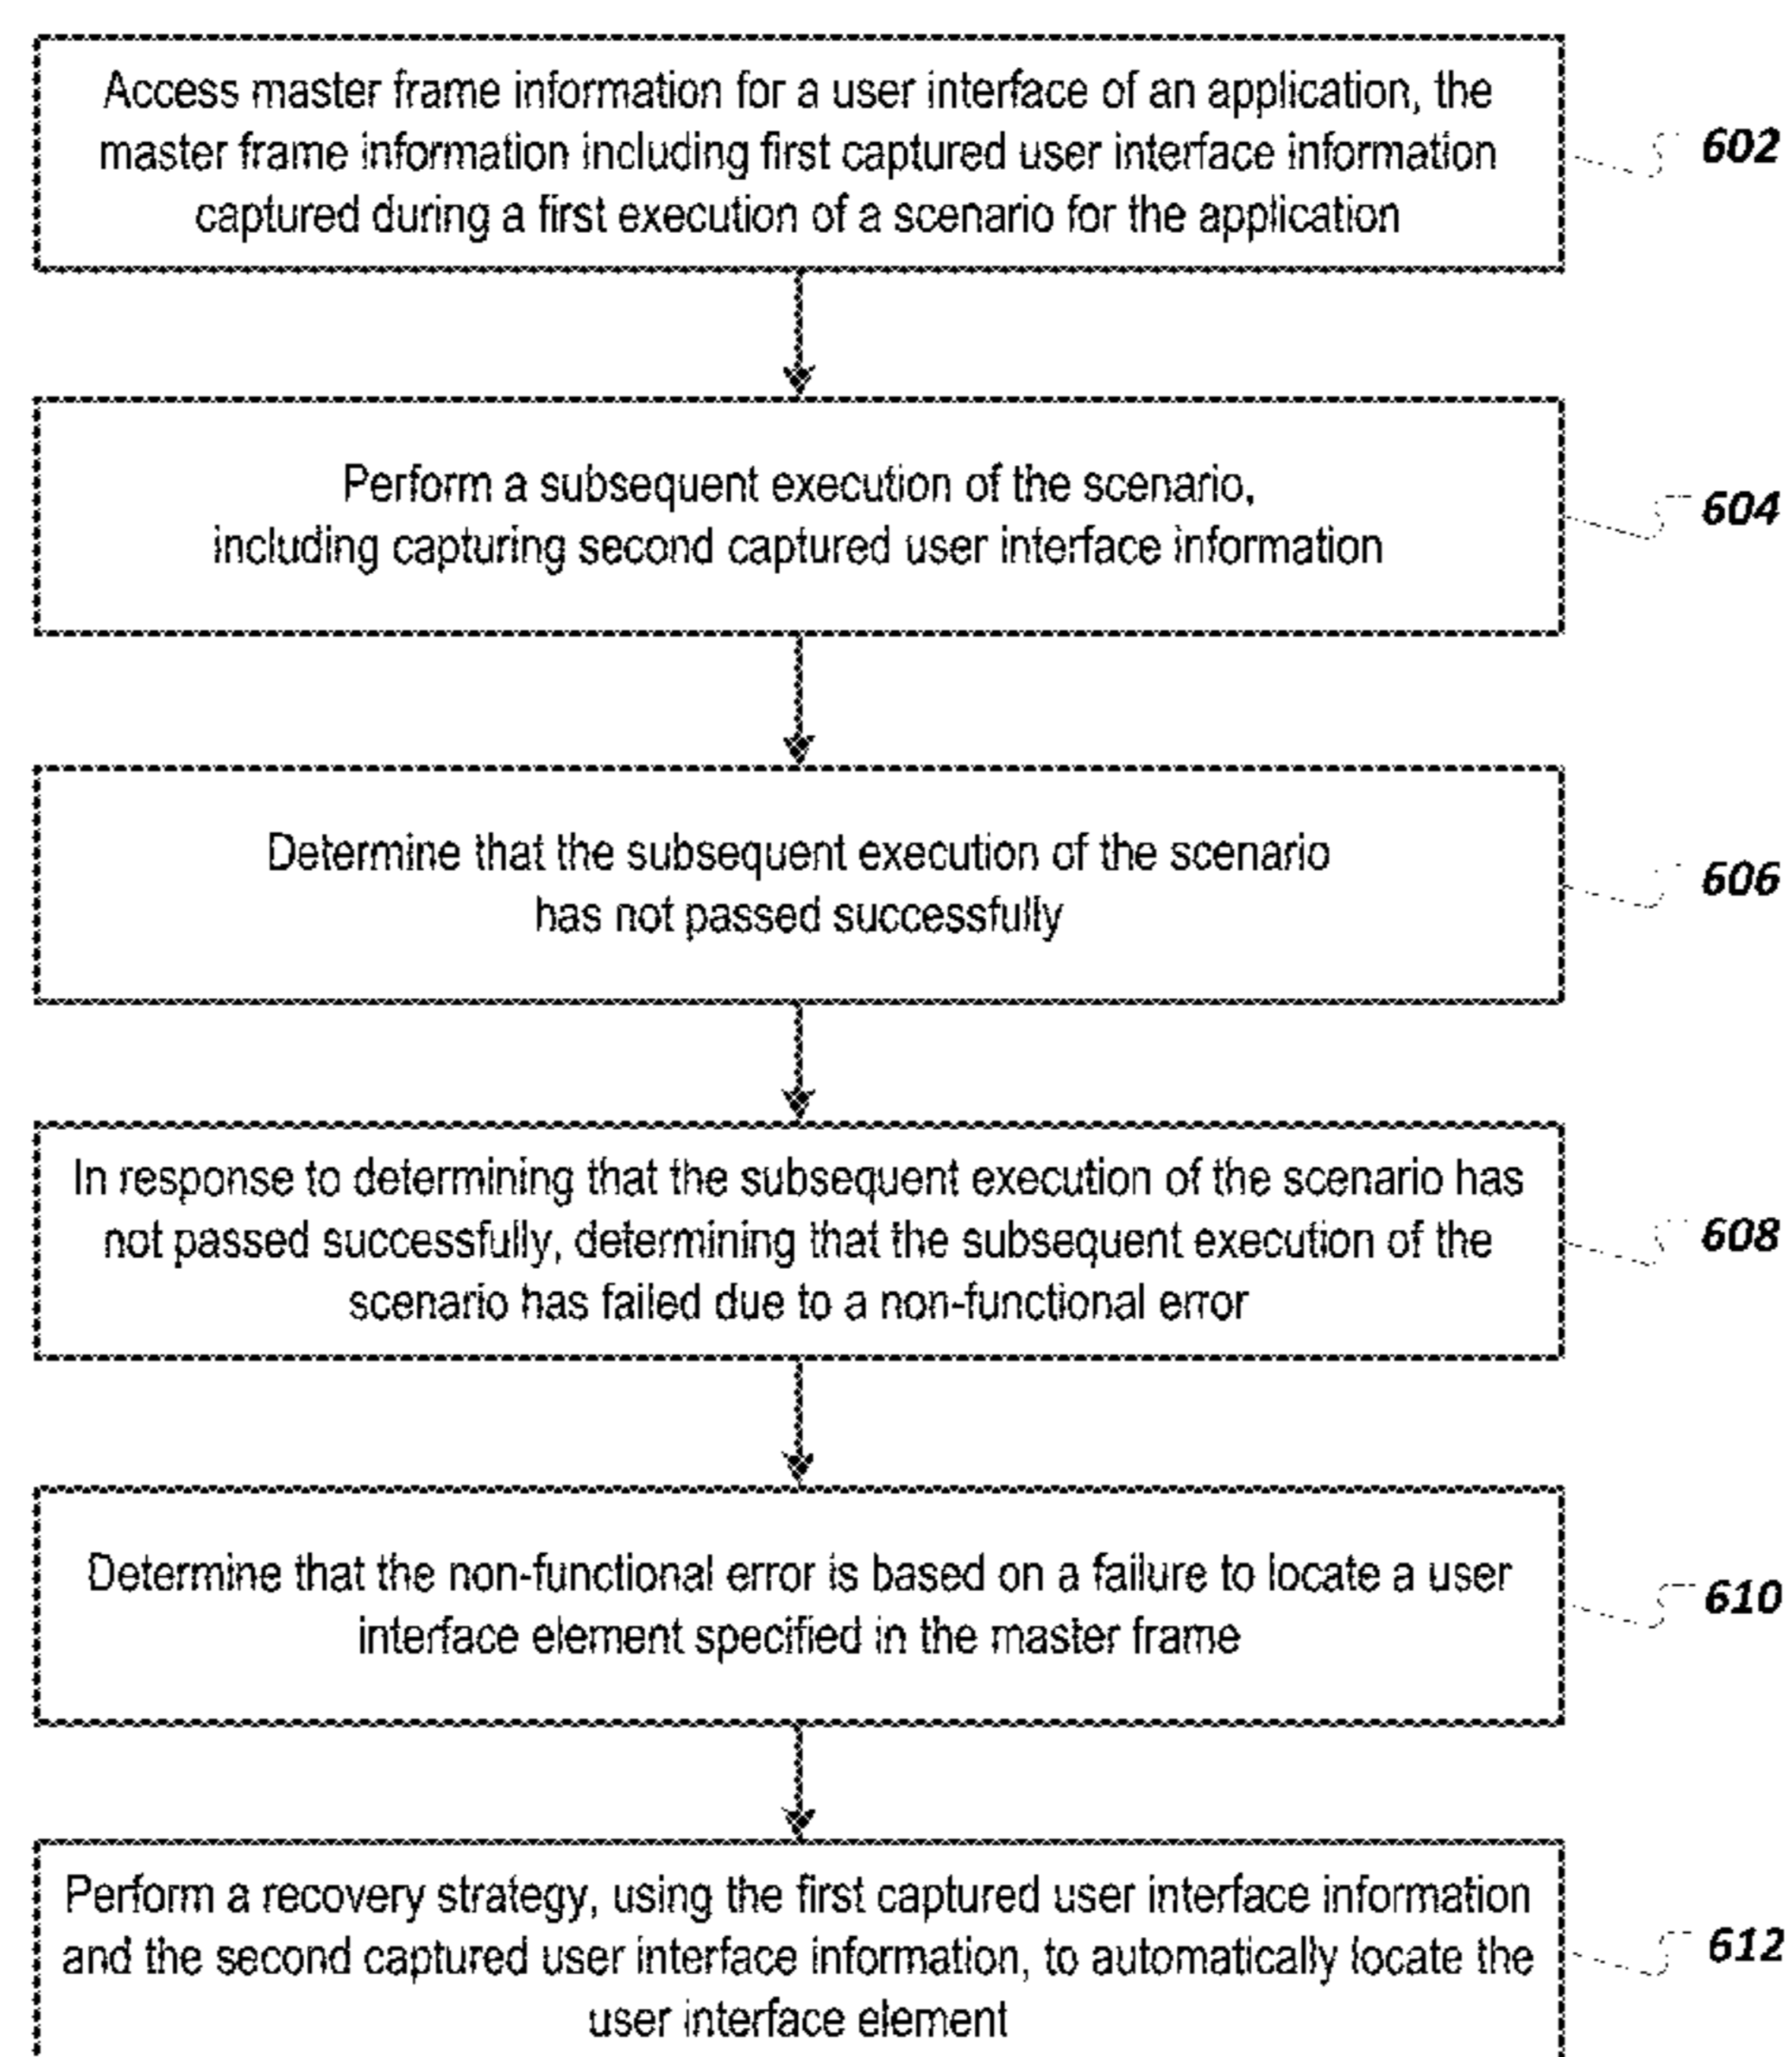 Access master frame information for a user interface of an application, the
master frame information including first captured user interface information
captured during a first execution of a scenario for the application
602
Perform a subsequent execution of the scenario,
including capturing second captured user interface information
604
Determine that the subsequent execution of the scenario
has not passed successfully
606
In response to determining that the subsequent execution of the scenario has
not passed successfully, determining that the subsequent execution of the
scenario has failed due to a non-functional error
608
Determine that the non-functional error is based on a failure to locate a user
interface element specified in the master frame
610
Perform a recovery strategy, using the first captured user interface information
and the second captured user interface information, to automatically locate the
user interface element
612